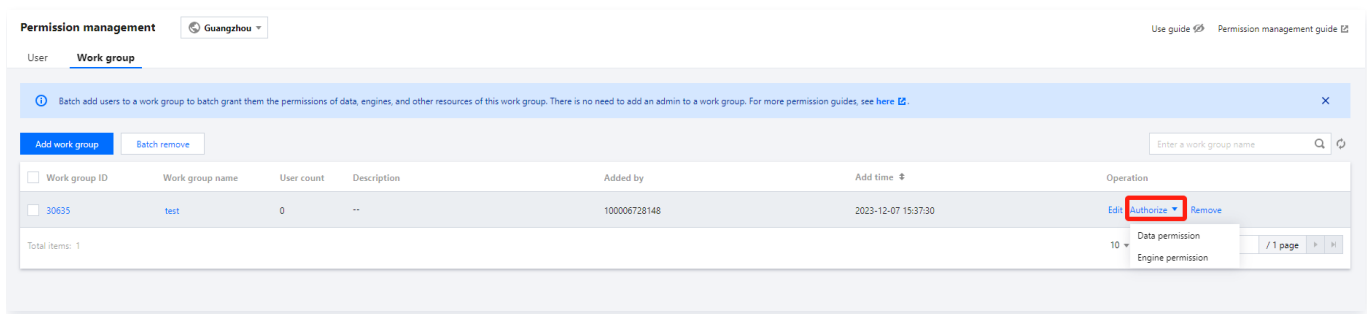 Permission management Guangzhou Use guide Permission management guide
User Work group
Batch add users to a work group to batch grant them the permissions of data, engines, and other resources of this work group. There is no need to add an admin to a work group. For more permission guides, see here .
Add work group Batch remove Enter a work group name
Work group ID Work group name User count Description Added by Add time Operation
30635 test 0 -- 100006728148 2023-12-07 15:37:30 Edit Authorize Remove
Data permission
Total items: 1 10 / 1 page
Engine permission